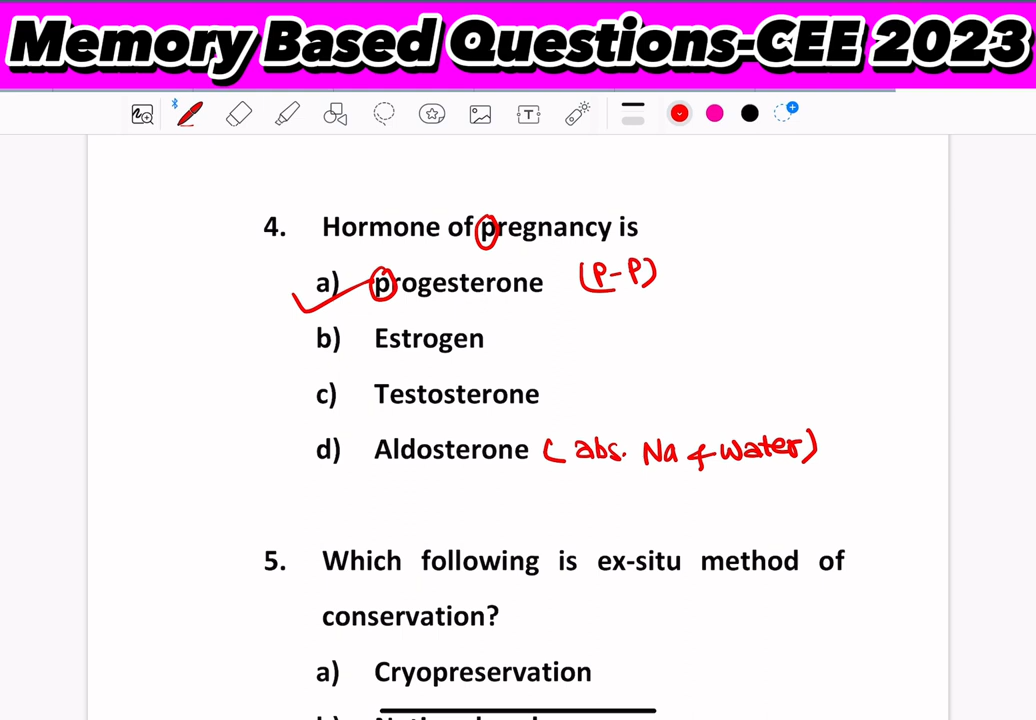 Memory Based Questions-CEE 2023
4. Hormone of pregnancy is
a) progesterone (P-P)
b) Estrogen
c) Testosterone
d) Aldosterone (abs. Na & water)
5. Which following is ex-situ method of
conservation?
a) Cryopreservation